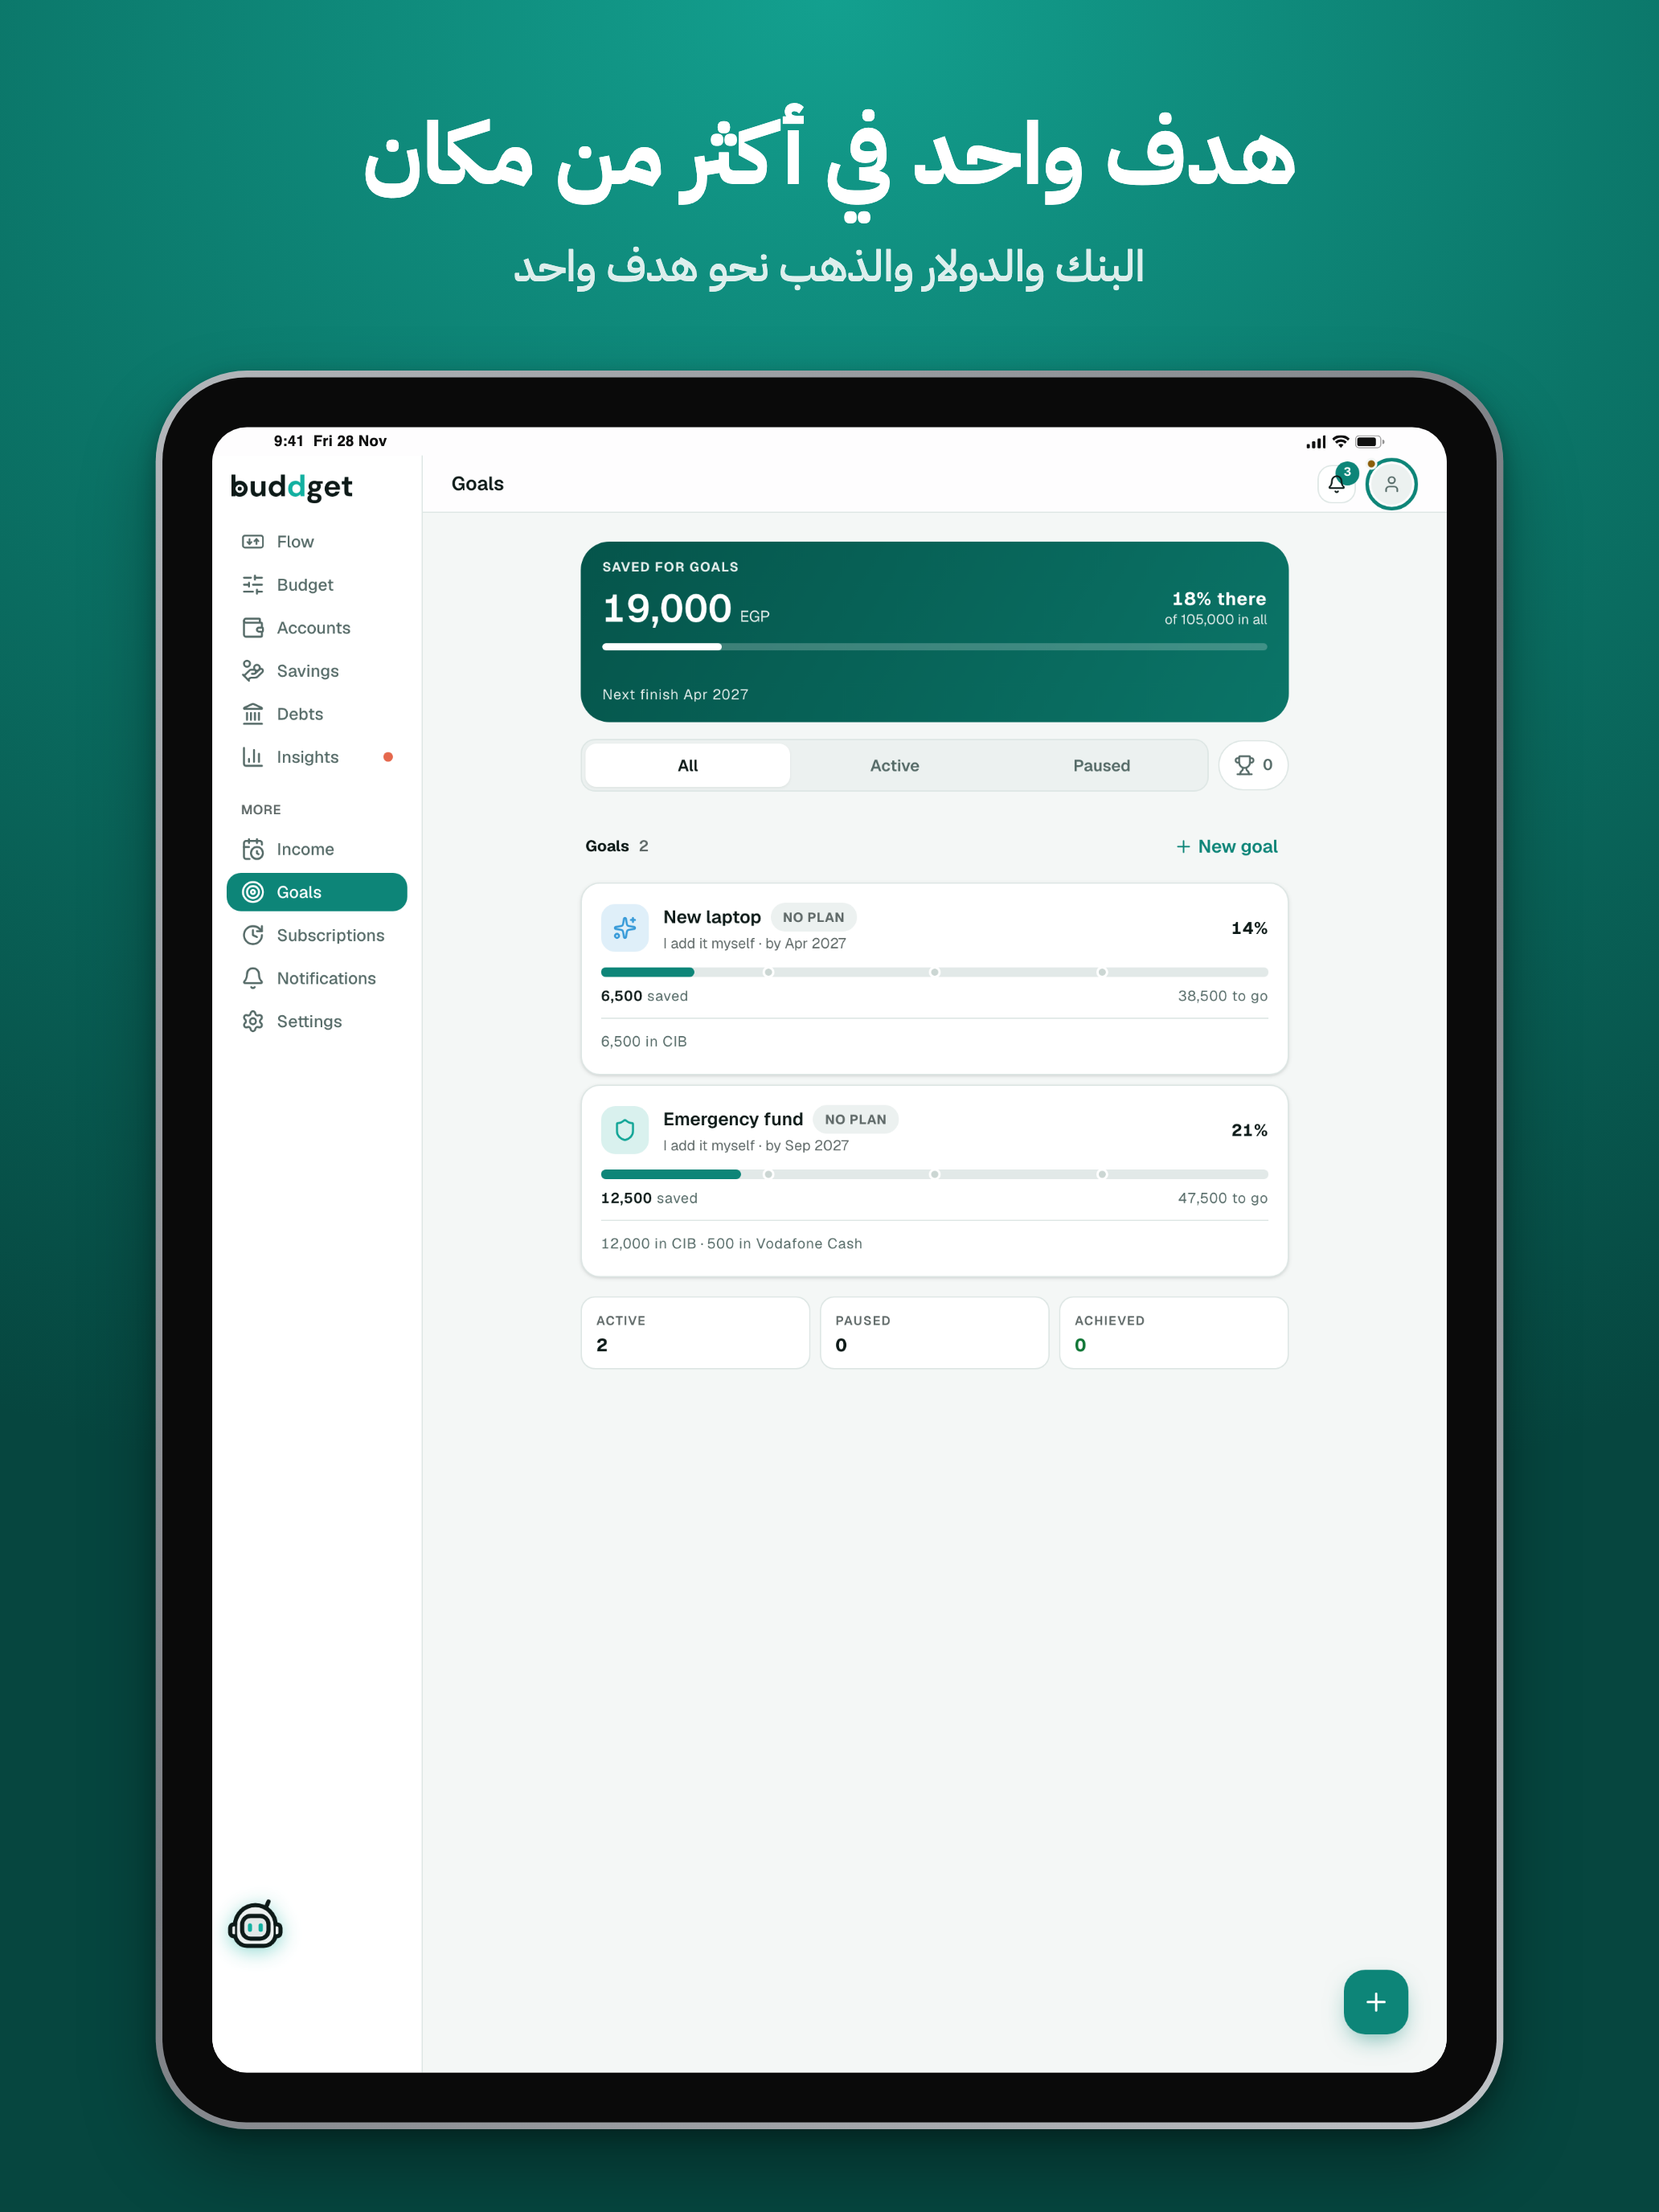 هدف واحد في أكثر من مكان
البنك والدولار والذهب نحو هدف واحد
9:41 Fri 28 Nov
buddget
Goals
3
Flow
Budget
Accounts
Savings
Debts
Insights
MORE
Income
Goals
Subscriptions
Notifications
Settings
SAVED FOR GOALS
19,000 EGP
18% there
of 105,000 in all
Next finish Apr 2027
All Active Paused 0
Goals 2 + New goal
New laptop NO PLAN 14%
I add it myself · by Apr 2027
6,500 saved 38,500 to go
6,500 in CIB
Emergency fund NO PLAN 21%
I add it myself · by Sep 2027
12,500 saved 47,500 to go
12,000 in CIB · 500 in Vodafone Cash
ACTIVE PAUSED ACHIEVED
2 0 0